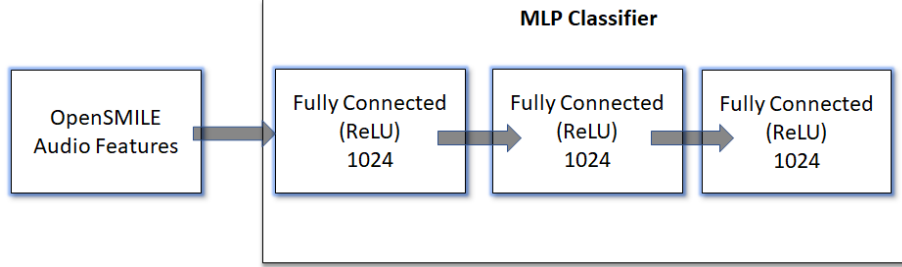 MLP Classifier
OpenSMILE
Audio Features
Fully Connected
(ReLU)
1024
Fully Connected
(ReLU)
1024
Fully Connected
(ReLU)
1024